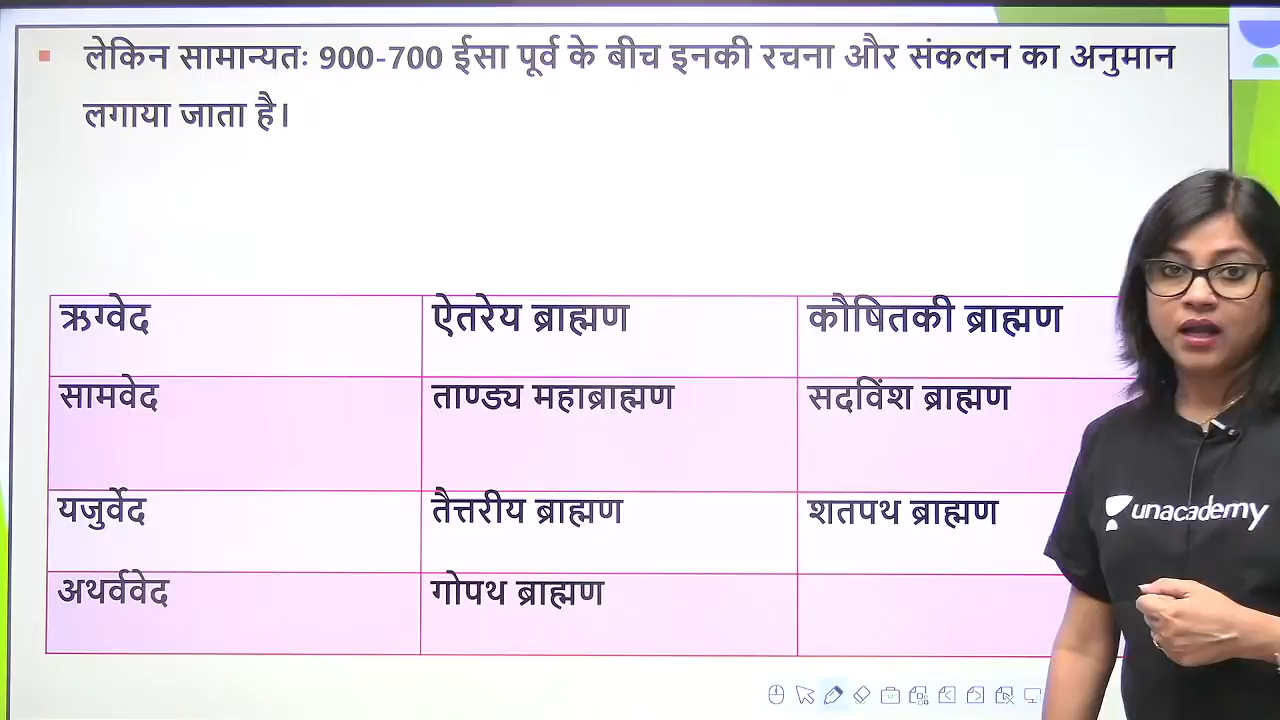 लेकिन सामान्यतः 900-700 ईसा पूर्व के बीच इनकी रचना और संकलन का अनुमान
लगाया जाता है।
ऋग्वेद ऐतरेय ब्राह्मण कौषितकी ब्राह्मण
सामवेद ताण्ड्य महाब्राह्मण सदविंश ब्राह्मण
यजुर्वेद तैत्तरीय ब्राह्मण शतपथ ब्राह्मण
अथर्ववेद गोपथ ब्राह्मण
unacademy